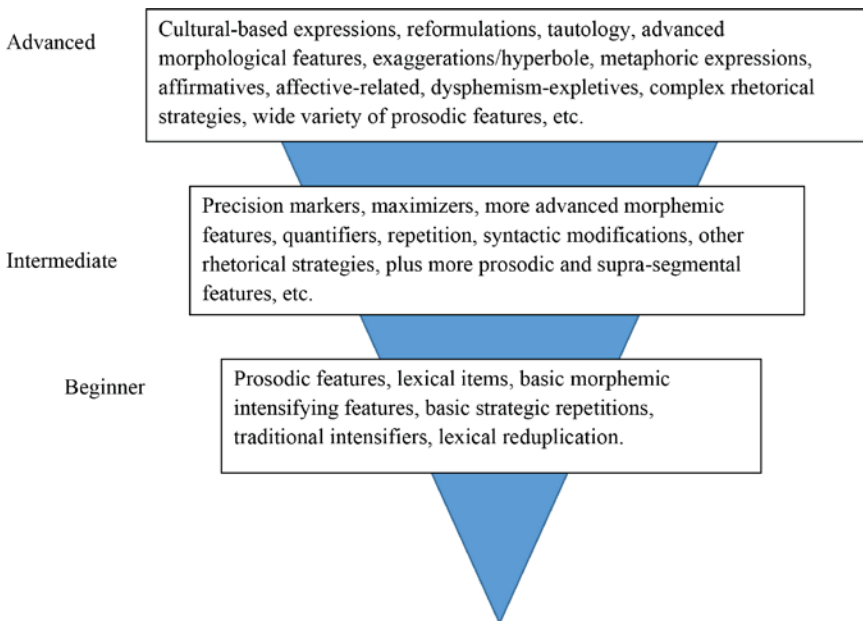 Advanced
Cultural-based expressions, reformulations, tautology, advanced
morphological features, exaggerations/hyperbole, metaphoric expressions,
affirmatives, affective-related, dysphemism-expletives, complex rhetorical
strategies, wide variety of prosodic features, etc.
Intermediate
Precision markers, maximizers, more advanced morphemic
features, quantifiers, repetition, syntactic modifications, other
rhetorical strategies, plus more prosodic and supra-segmental
features, etc.
Beginner
Prosodic features, lexical items, basic morphemic
intensifying features, basic strategic repetitions,
traditional intensifiers, lexical reduplication.